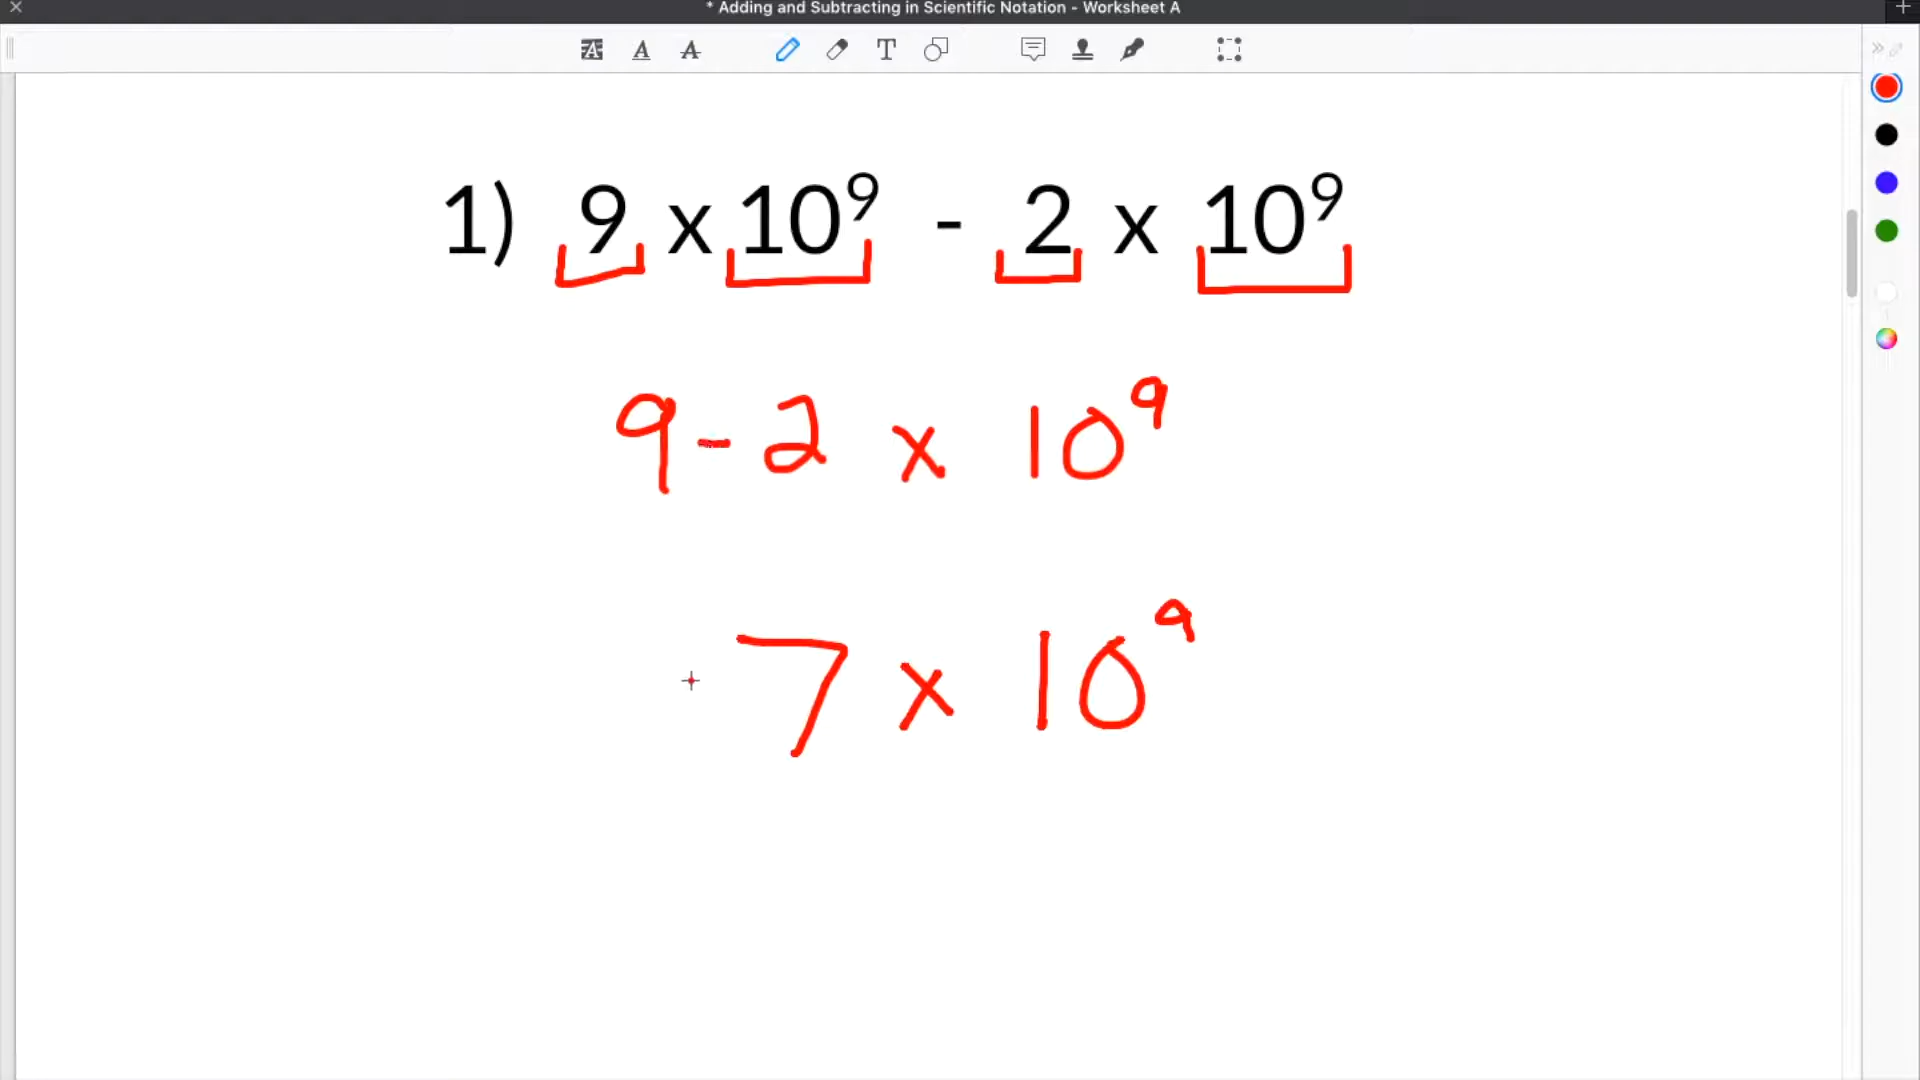 * Adding and Subtracting in Scientific Notation - Worksheet A
1) 9 x 10⁹ - 2 x 10⁹
9 - 2 x 10⁹
7 x 10⁹